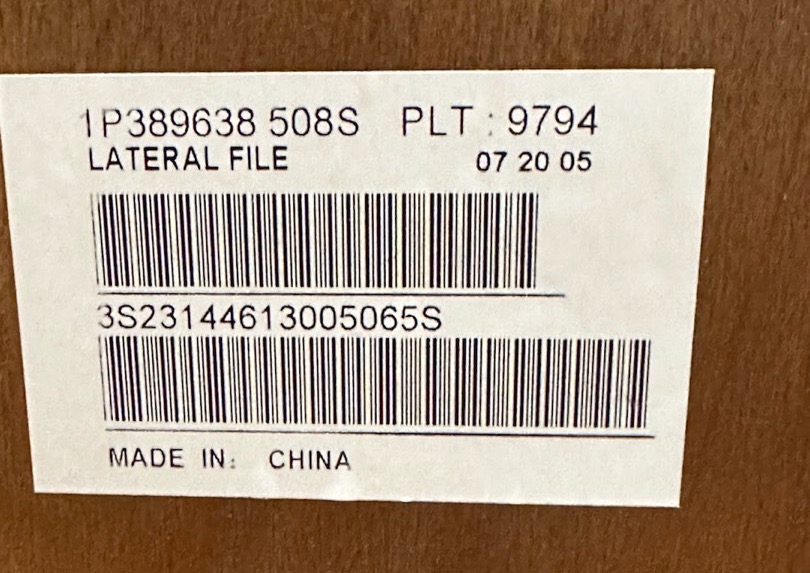 1P389638 508S PLT : 9794
LATERAL FILE 07 20 05
3S23144613005065S
MADE IN: CHINA